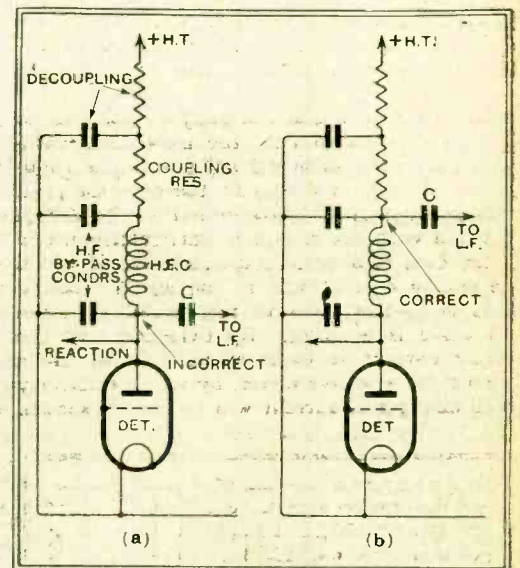 +H.T.
DECOUPLING
COUPLING
RES
H.F.
BY-PASS
CONDRS.
H.F.C
C
TO
L.F.
REACTION
INCORRECT
DET.
(a)
+H.T.
C
TO
L.F.
CORRECT
DET.
(b)